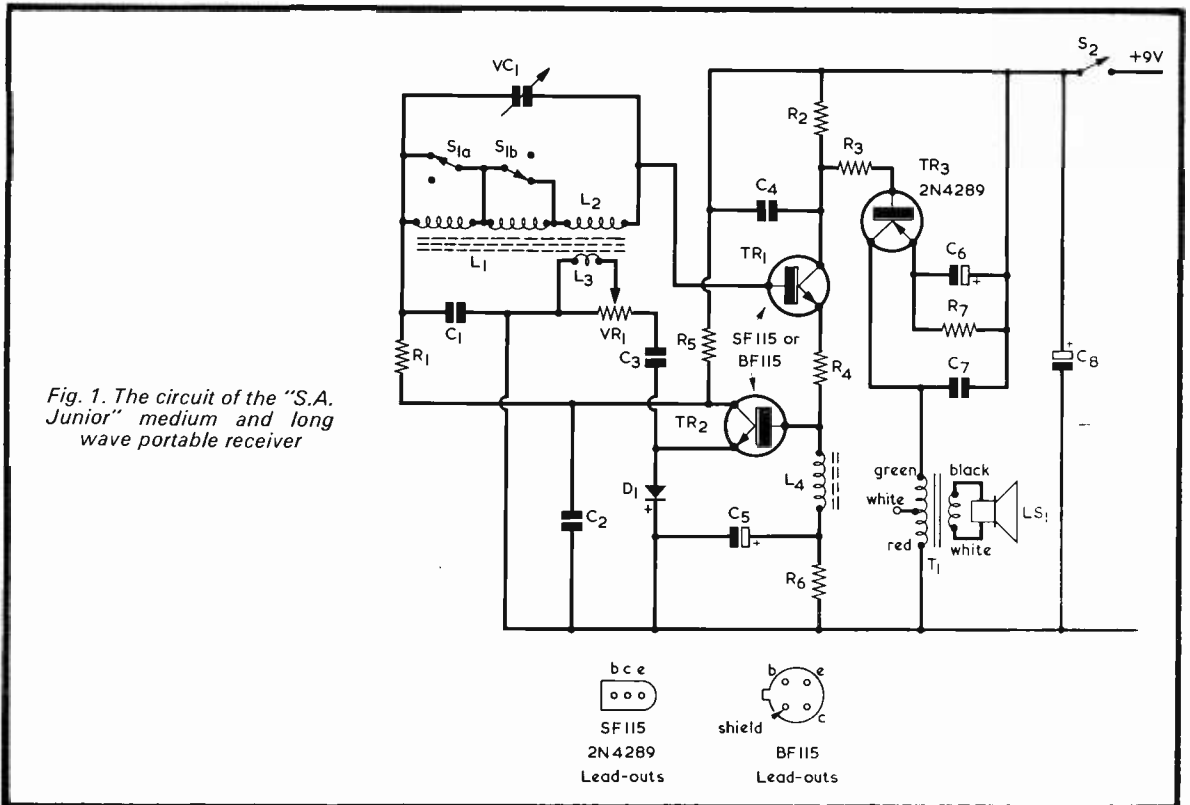 Fig. 1. The circuit of the "S.A.
Junior" medium and long
wave portable receiver
VC1
S1a
S1b
L2
L1
L3
VR1
C1
R1
C3
C2
R5
TR2
D1
C5
+
+
C4
R2
R3
TR1
SF115 or
BF115
R4
L4
R6
TR3
2N4289
C6
+
R7
C7
S2
+9V
+
C8
green
white
red
black
white
T1
LS1
b c e
SF115
2N4289
Lead-outs
b
e
c
shield
BF115
Lead-outs